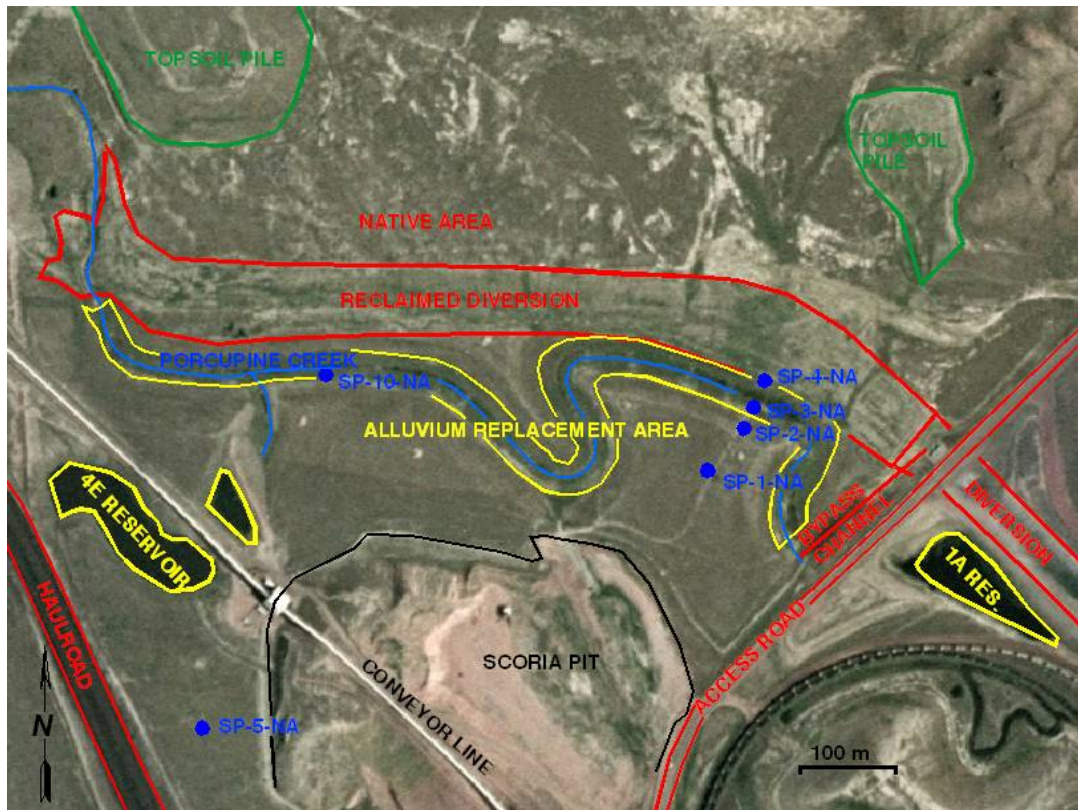 TOPSOIL PILE
TOPSOIL
PILE
NATIVE AREA
RECLAIMED DIVERSION
PORCUPINE CREEK
SP-10-NA
SP-4-NA
SP-3-NA
ALLUVIUM REPLACEMENT AREA
SP-2-NA
SP-1-NA
4E RESERVOIR
BYPASS
CHANNEL
DIVERSION
1A RES.
HAULROAD
SCORIA PIT
ACCESS ROAD
CONVEYOR LINE
SP-5-NA
N
100 m